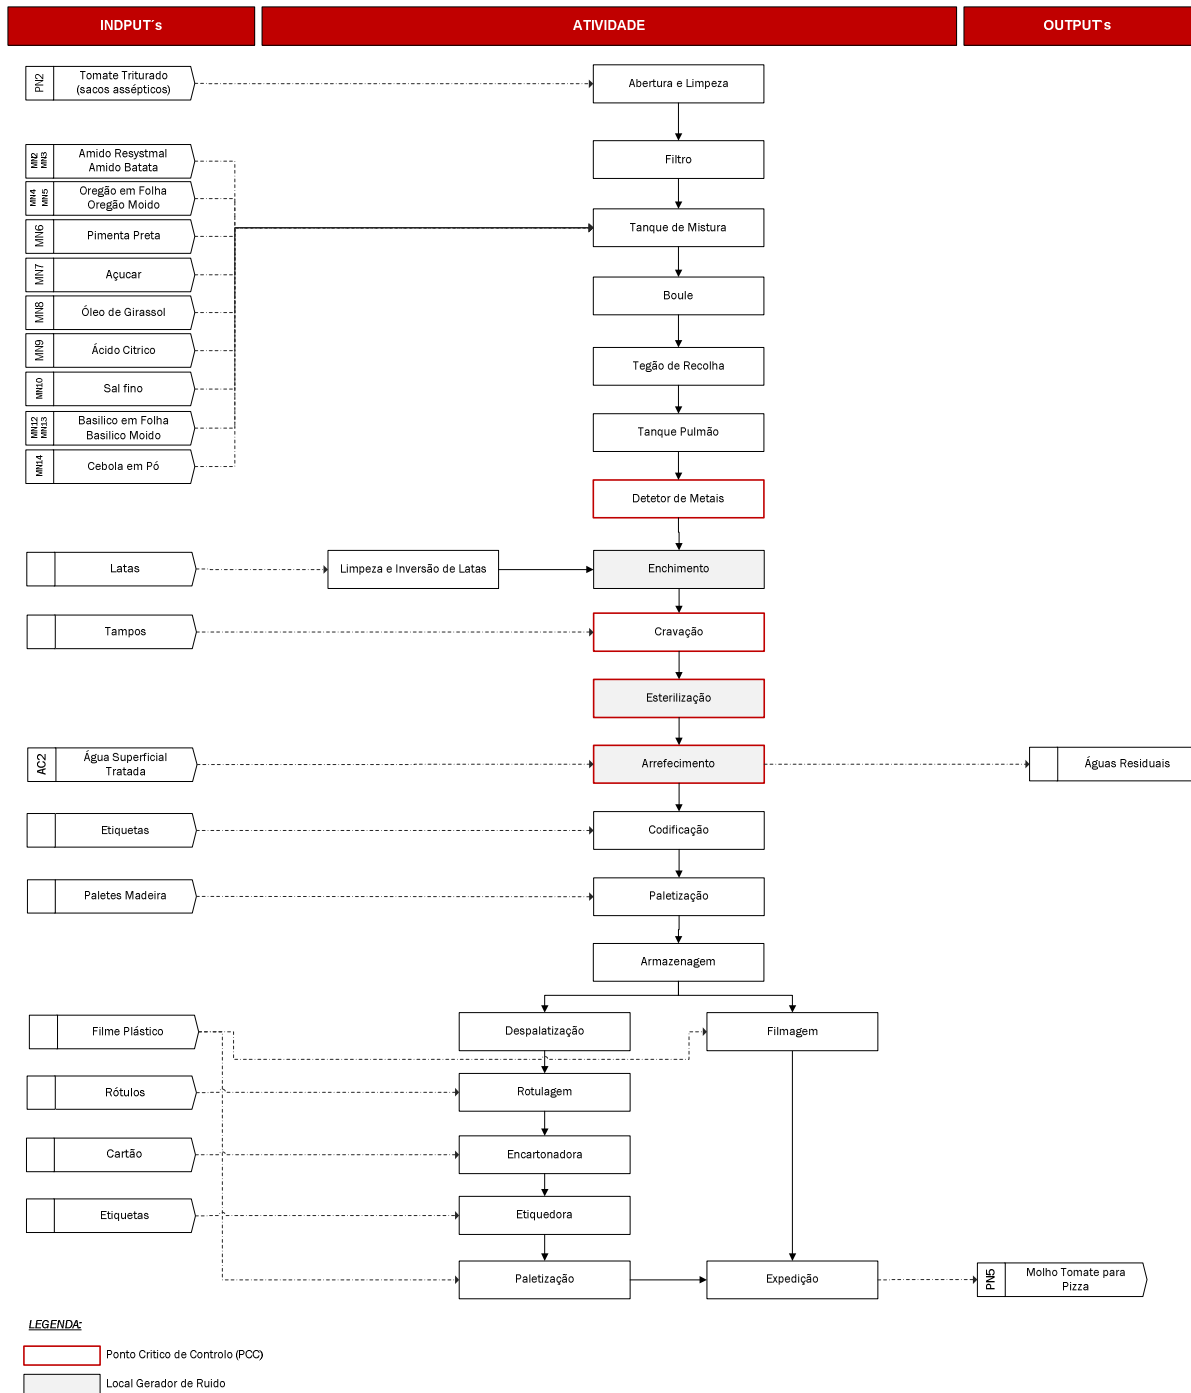 INDPUT´s
ATIVIDADE
OUTPUT`s
PN2
Tomate Triturado
(sacos assépticos)
Abertura e Limpeza
MN2
MN3
Amido Resystmal
Amido Batata
Filtro
MN4
MN5
Oregão em Folha
Oregão Moido
MN6
Pimenta Preta
Tanque de Mistura
MN7
Açucar
Boule
MN8
Óleo de Girassol
MN9
Ácido Citrico
Tegão de Recolha
MN10
Sal fino
MN12
MN13
Basilico em Folha
Basilico Moido
Tanque Pulmão
MN14
Cebola em Pó
Detetor de Metais
Latas
Limpeza e Inversão de Latas
Enchimento
Tampos
Cravação
Esterilização
AC2
Água Superficial
Tratada
Arrefecimento
Águas Residuais
Etiquetas
Codificação
Paletes Madeira
Paletização
Armazenagem
Filme Plástico
Despalatização
Filmagem
Rótulos
Rotulagem
Cartão
Encartonadora
Etiquetas
Etiquedora
Paletização
Expedição
PN5
Molho Tomate para
Pizza
LEGENDA:
Ponto Critico de Controlo (PCC)
Local Gerador de Ruido